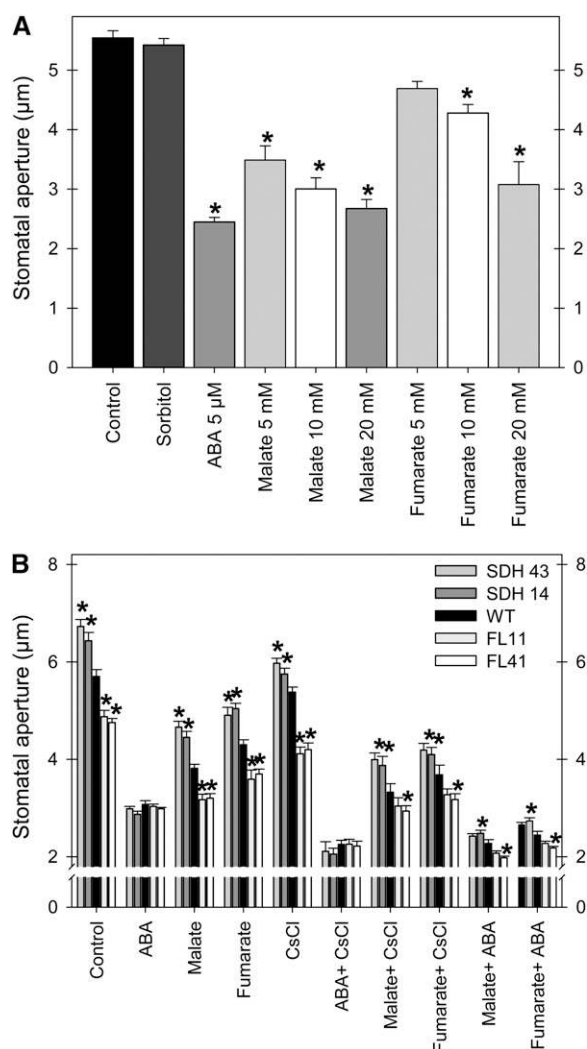 A
Stomatal aperture (µm)
5
4
3
2
1
0
5
4
3
2
1
0
*
*
*
*
*
*
Control
Sorbitol
ABA 5 µM
Malate 5 mM
Malate 10 mM
Malate 20 mM
Fumarate 5 mM
Fumarate 10 mM
Fumarate 20 mM
B
Stomatal aperture (µm)
8
6
4
2
0
8
6
4
2
0
SDH 43
SDH 14
WT
FL11
FL41
* * * *
* * * *
* * * *
* * * *
* * *
* * *
* *
* *
Control
ABA
Malate
Fumarate
CsCl
ABA+ CsCl
Malate+ CsCl
Fumarate+ CsCl
Malate+ ABA
Fumarate+ ABA